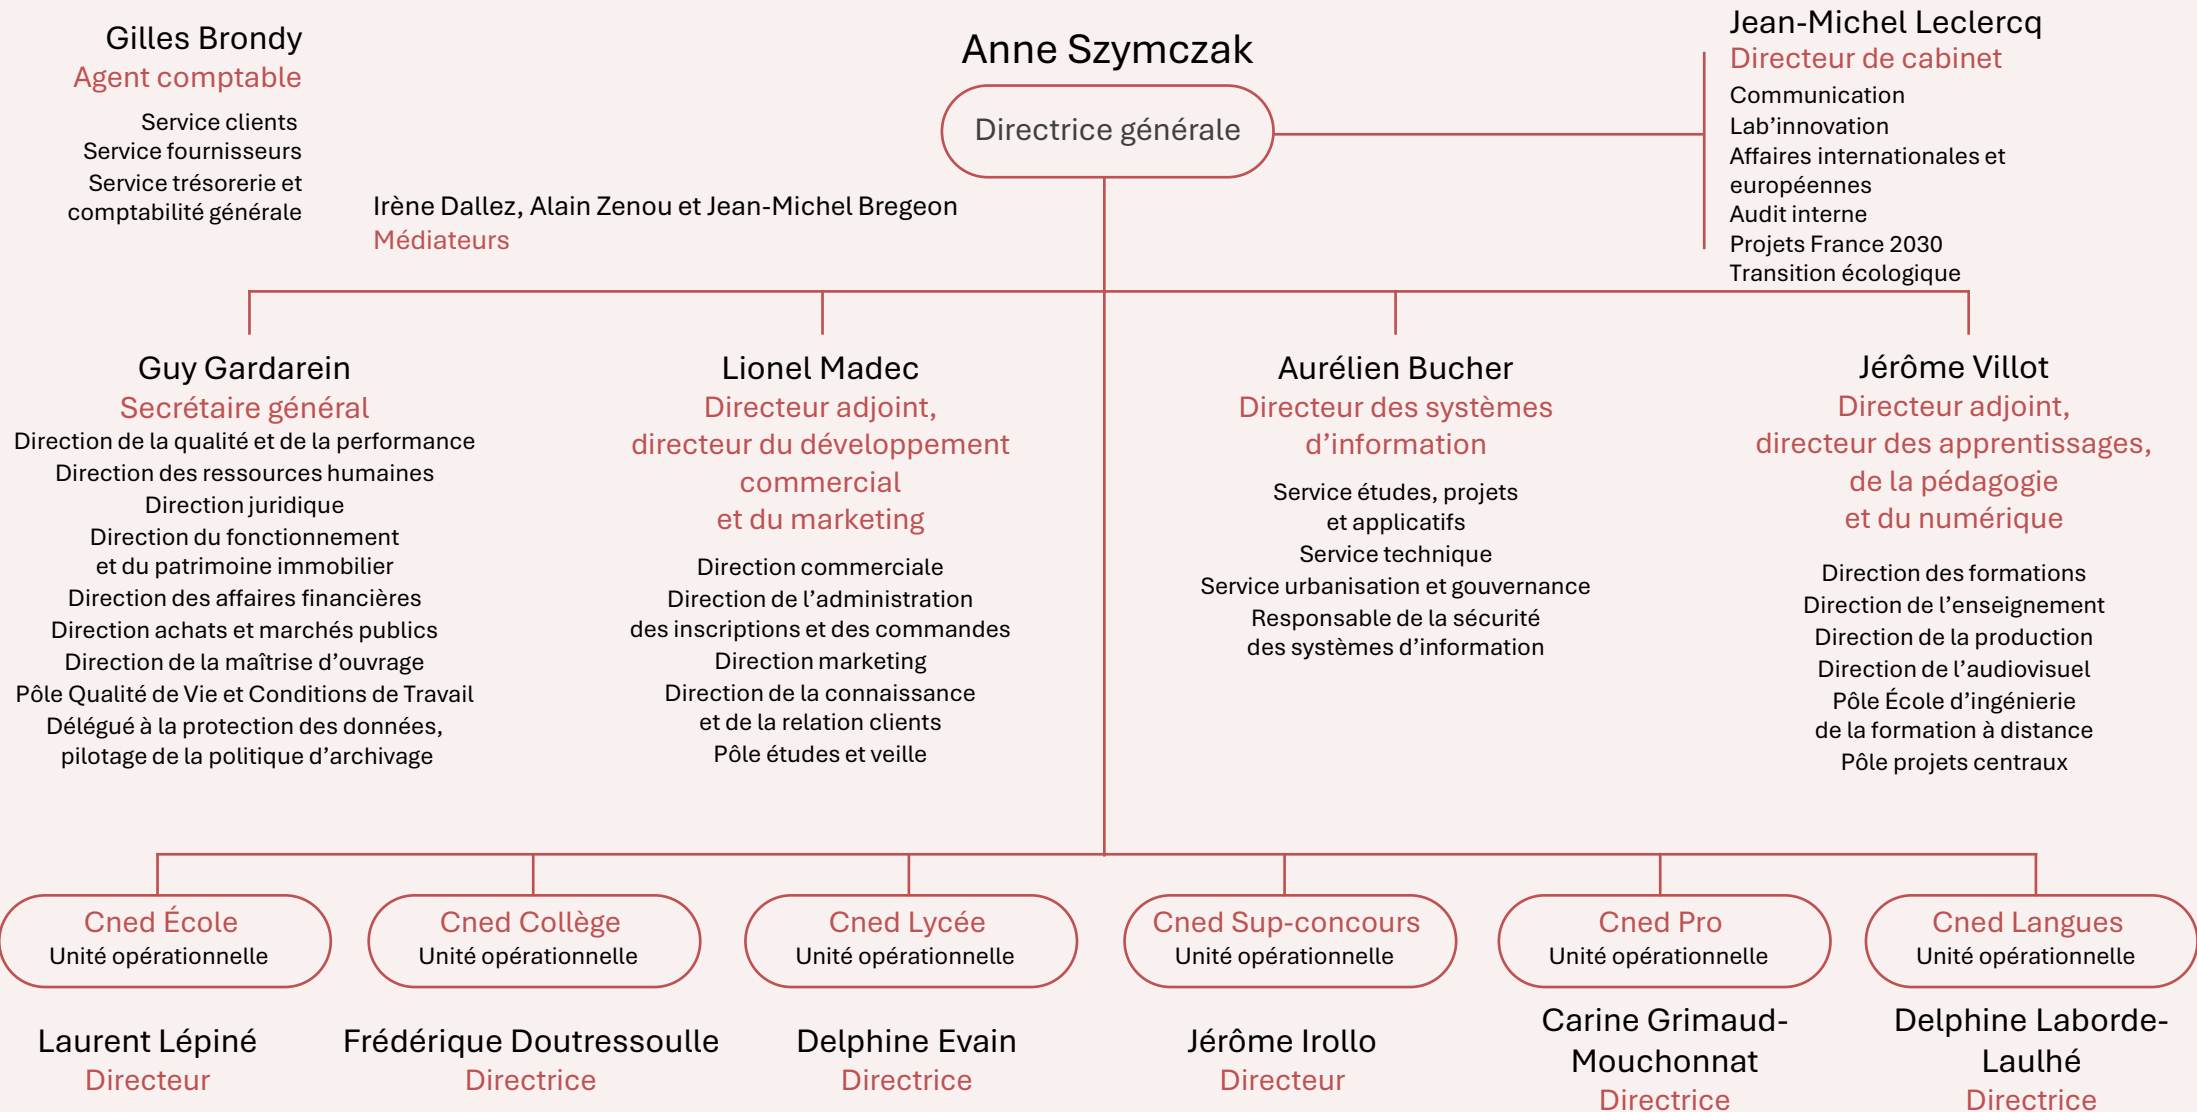 Gilles Brondy
Agent comptable
Service clients
Service fournisseurs
Service trésorerie et
comptabilité générale
Irène Dallez, Alain Zenou et Jean-Michel Bregeon
Médiateurs
Anne Szymczak
Directrice générale
Jean-Michel Leclercq
Directeur de cabinet
Communication
Lab’innovation
Affaires internationales et
européennes
Audit interne
Projets France 2030
Transition écologique
Guy Gardarein
Secrétaire général
Direction de la qualité et de la performance
Direction des ressources humaines
Direction juridique
Direction du fonctionnement
et du patrimoine immobilier
Direction des affaires financières
Direction achats et marchés publics
Direction de la maîtrise d’ouvrage
Pôle Qualité de Vie et Conditions de Travail
Délégué à la protection des données,
pilotage de la politique d’archivage
Lionel Madec
Directeur adjoint,
directeur du développement
commercial
et du marketing
Direction commerciale
Direction de l’administration
des inscriptions et des commandes
Direction marketing
Direction de la connaissance
et de la relation clients
Pôle études et veille
Aurélien Bucher
Directeur des systèmes
d’information
Service études, projets
et applicatifs
Service technique
Service urbanisation et gouvernance
Responsable de la sécurité
des systèmes d’information
Jérôme Villot
Directeur adjoint,
directeur des apprentissages,
de la pédagogie
et du numérique
Direction des formations
Direction de l’enseignement
Direction de la production
Direction de l’audiovisuel
Pôle École d’ingénierie
de la formation à distance
Pôle projets centraux
Cned École
Unité opérationnelle
Laurent Lépiné
Directeur
Cned Collège
Unité opérationnelle
Frédérique Doutressoulle
Directrice
Cned Lycée
Unité opérationnelle
Delphine Evain
Directrice
Cned Sup-concours
Unité opérationnelle
Jérôme Irollo
Directeur
Cned Pro
Unité opérationnelle
Carine Grimaud-
Mouchonnat
Directrice
Cned Langues
Unité opérationnelle
Delphine Laborde-
Laulhé
Directrice